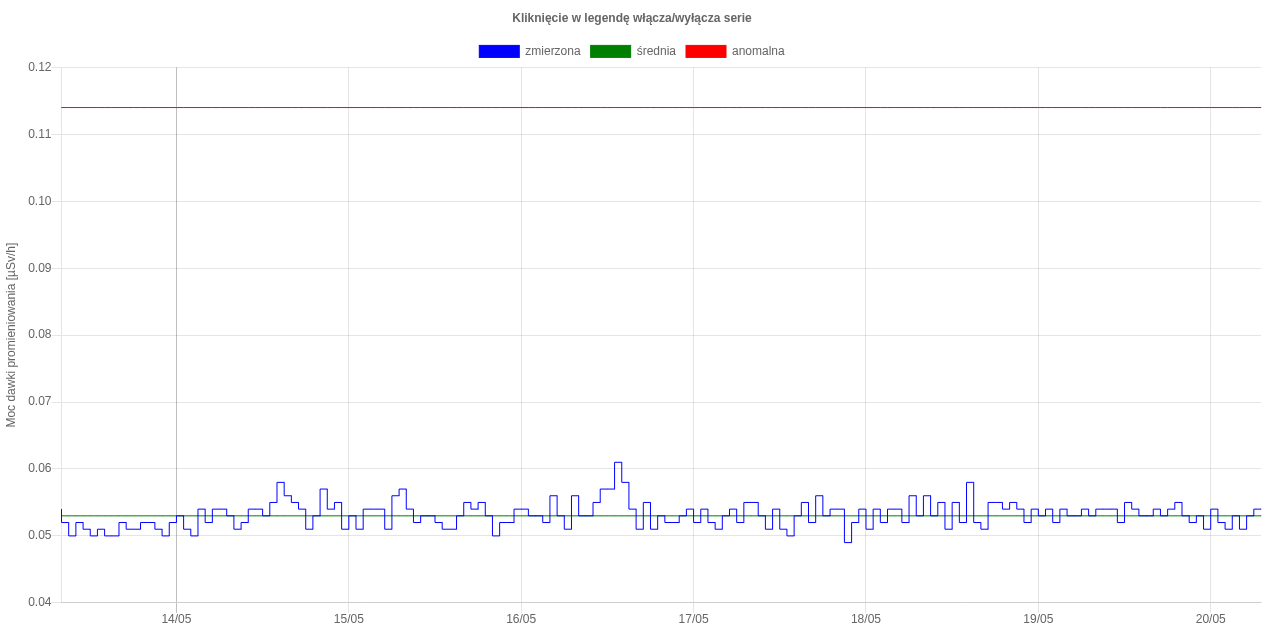 Kliknięcie w legendę włącza/wyłącza serie
zmierzona średnia anomalna
Moc dawki promieniowania [µSv/h]
0.12
0.11
0.10
0.09
0.08
0.07
0.06
0.05
0.04
14/05 15/05 16/05 17/05 18/05 19/05 20/05